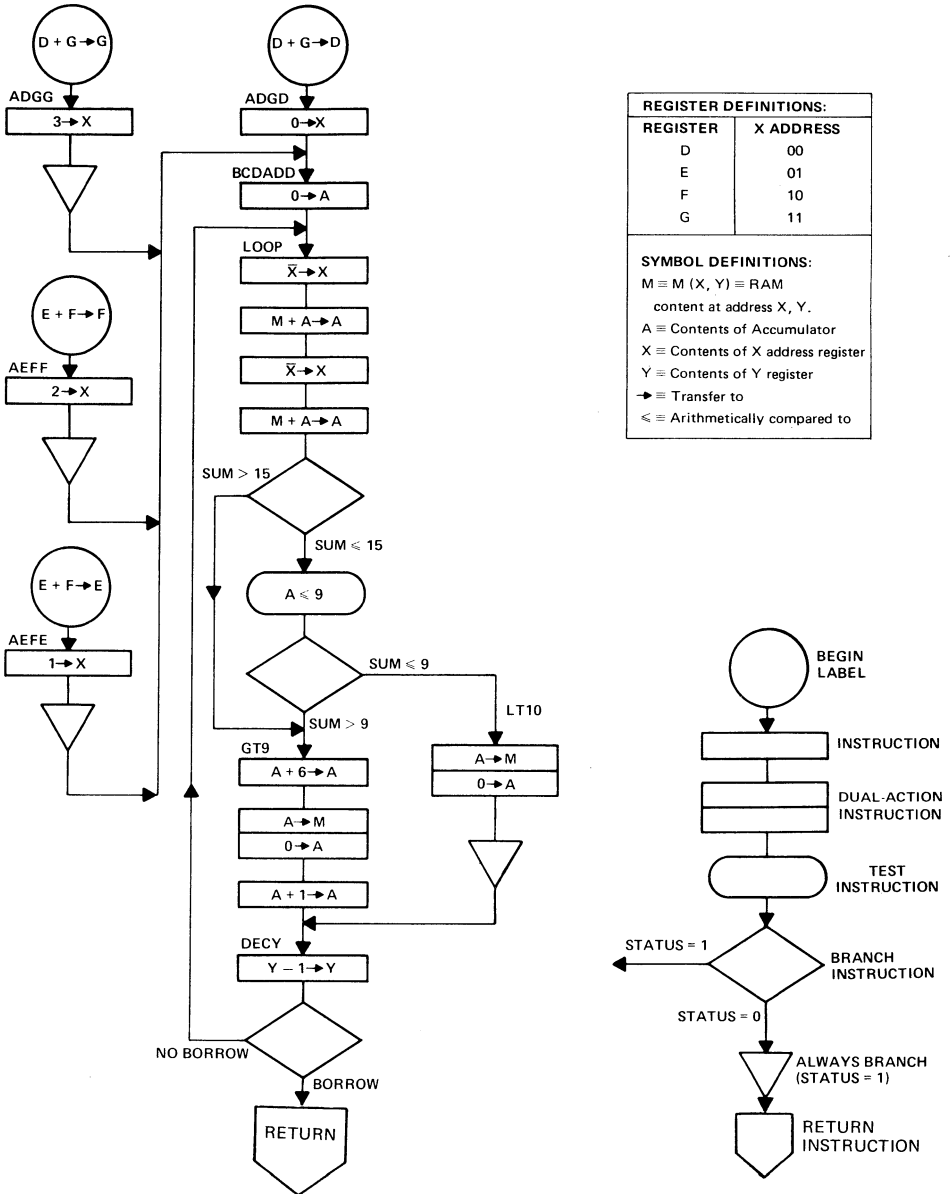 D + G → G
ADGG
3 → X
E + F → F
AEFF
2 → X
E + F → E
AEFE
1 → X
D + G → D
ADGD
0 → X
BCDADD
0 → A
LOOP
X̅ → X
M + A → A
X̅ → X
M + A → A
SUM > 15
SUM ⩽ 15
A ⩽ 9
SUM ⩽ 9
SUM > 9
LT10
A → M
0 → A
GT9
A + 6 → A
A → M
0 → A
A + 1 → A
DECY
Y − 1 → Y
NO BORROW
BORROW
RETURN
REGISTER DEFINITIONS:
REGISTER X ADDRESS
D 00
E 01
F 10
G 11
SYMBOL DEFINITIONS:
M ≡ M (X, Y) ≡ RAM
content at address X, Y.
A ≡ Contents of Accumulator
X ≡ Contents of X address register
Y ≡ Contents of Y register
→ ≡ Transfer to
⩽ ≡ Arithmetically compared to
BEGIN
LABEL
INSTRUCTION
DUAL-ACTION
INSTRUCTION
TEST
INSTRUCTION
STATUS = 1
BRANCH
INSTRUCTION
STATUS = 0
ALWAYS BRANCH
(STATUS = 1)
RETURN
INSTRUCTION